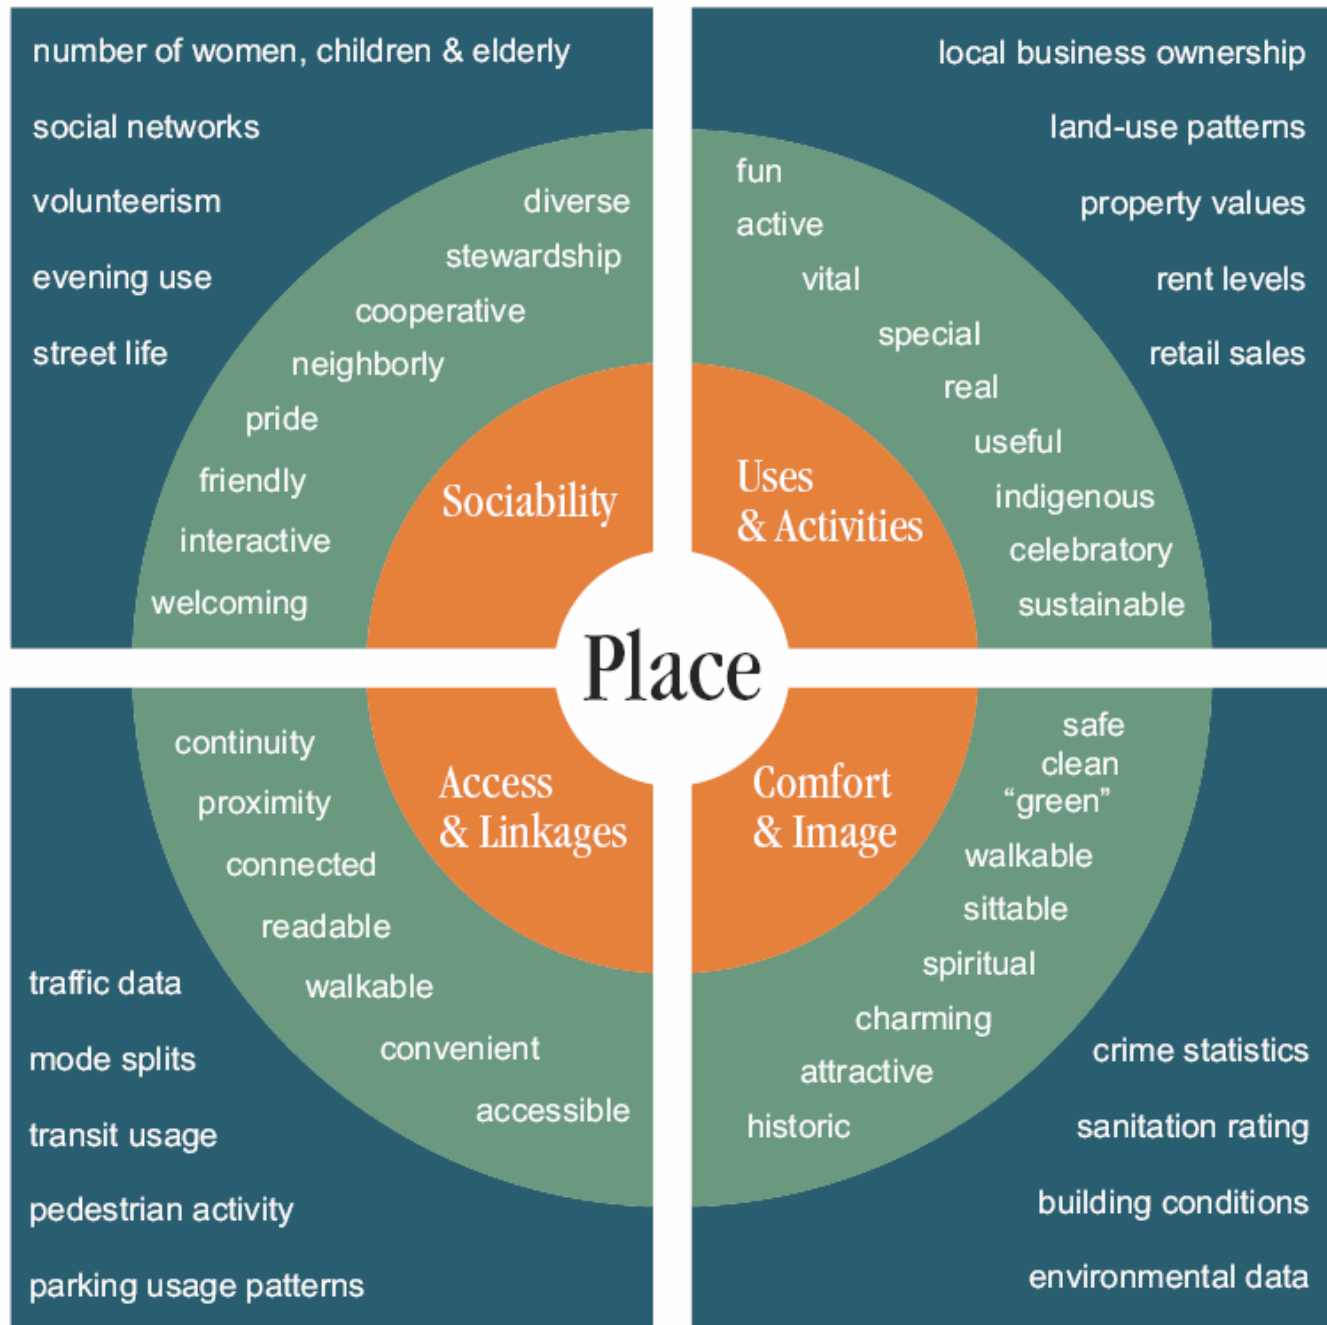 number of women, children & elderly
social networks
volunteerism
evening use
street life
diverse
stewardship
cooperative
neighborly
pride
friendly
interactive
welcoming
Sociability
local business ownership
land-use patterns
property values
rent levels
retail sales
fun
active
vital
special
real
useful
indigenous
celebratory
sustainable
Uses
& Activities
Place
continuity
proximity
connected
readable
walkable
convenient
accessible
Access
& Linkages
traffic data
mode splits
transit usage
pedestrian activity
parking usage patterns
Comfort
& Image
safe
clean
“green”
walkable
sittable
spiritual
charming
attractive
historic
crime statistics
sanitation rating
building conditions
environmental data